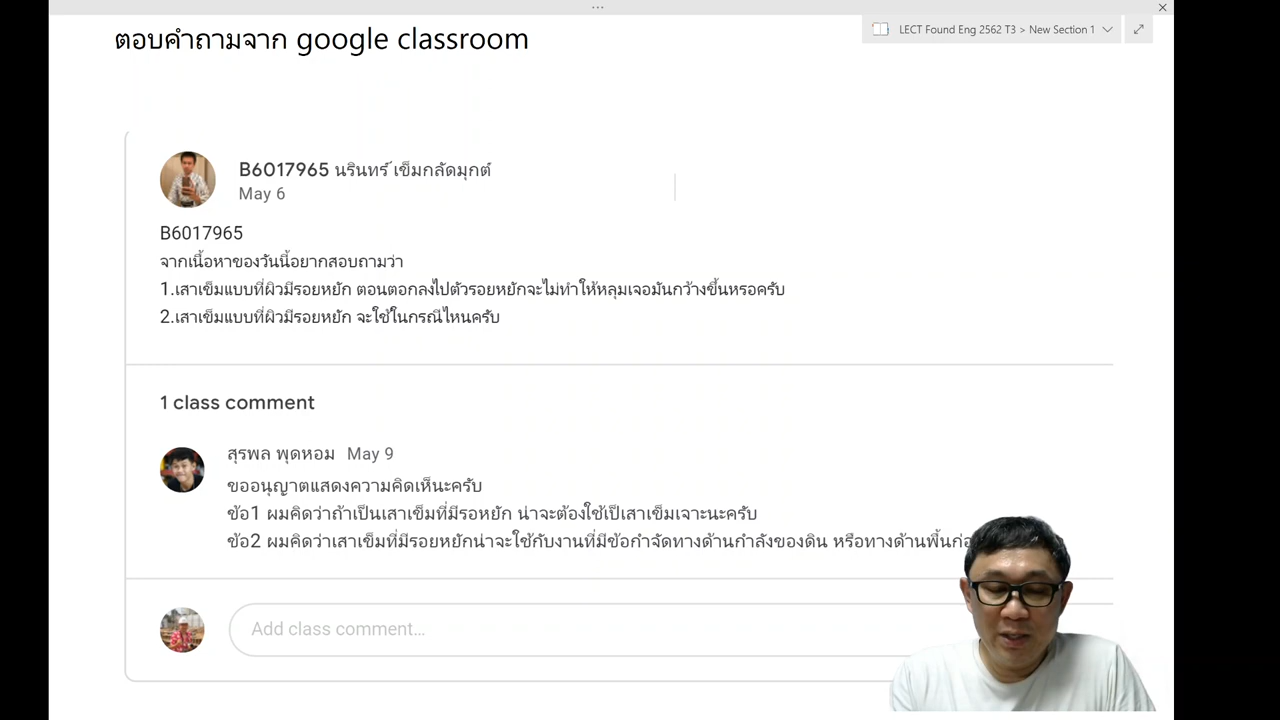 LECT Found Eng 2562 T3 > New Section 1
ตอบคำถามจาก google classroom
B6017965 นรินทร์ เข็มกลัดมุกต์
May 6
B6017965
จากเนื้อหาของวันนี้อยากสอบถามว่า
1.เสาเข็มแบบที่ผิวมีรอยหยัก ตอนตอกลงไปตัวรอยหยักจะไม่ทำให้หลุมเจอมันกว้างขึ้นหรอครับ
2.เสาเข็มแบบที่ผิวมีรอยหยัก จะใช้ในกรณีไหนครับ
1 class comment
สุรพล พุดหอม May 9
ขออนุญาตแสดงความคิดเห็นะครับ
ข้อ1 ผมคิดว่าถ้าเป็นเสาเข็มที่มีรอหยัก น่าจะต้องใช้เป็เสาเข็มเจาะนะครับ
ข้อ2 ผมคิดว่าเสาเข็มที่มีรอยหยักน่าจะใช้กับงานที่มีข้อกำจัดทางด้านกำลังของดิน หรือทางด้านพื้นก่อ
Add class comment…